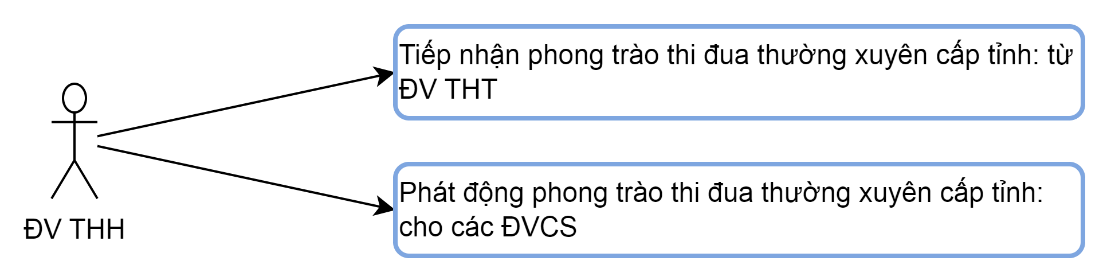 Tiếp nhận phong trào thi đua thường xuyên cấp tỉnh: từ
ĐV THT
Phát động phong trào thi đua thường xuyên cấp tỉnh:
cho các ĐVCS
ĐV THH